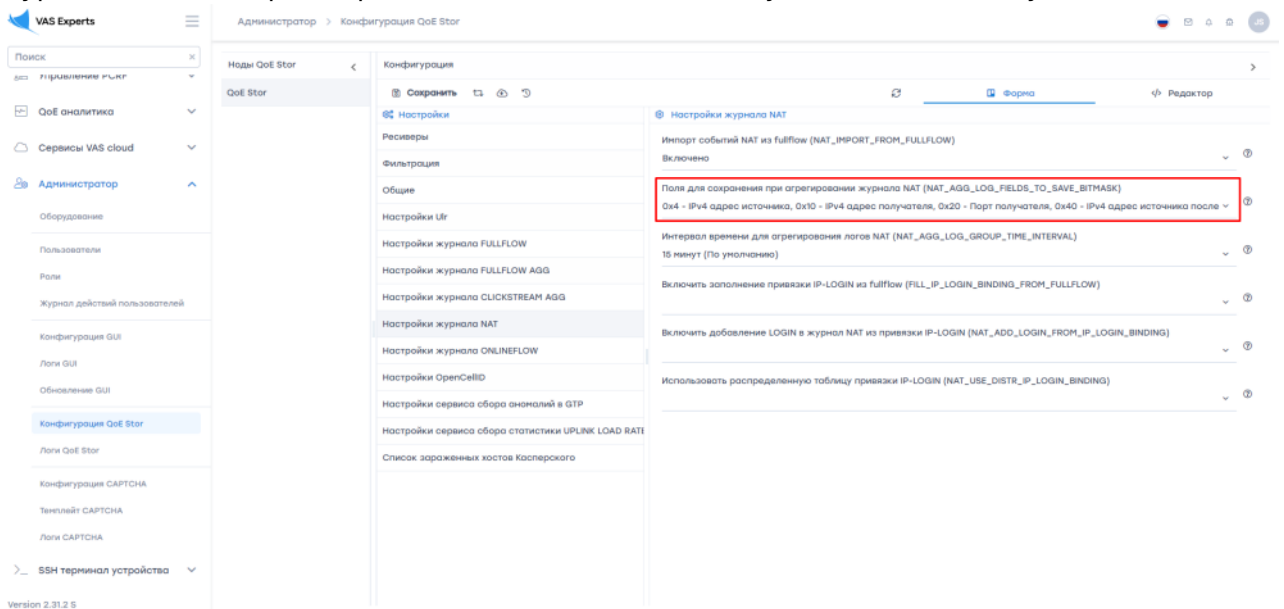 VAS Experts
Администратор > Конфигурация QoE Stor
JS
Поиск
Управление PCRF
QoE аналитика
Сервисы VAS cloud
Администратор
Оборудование
Пользователи
Роли
Журнал действий пользователей
Конфигурация GUI
Логи GUI
Обновление GUI
Конфигурация QoE Stor
Логи QoE Stor
Конфигурация CAPTCHA
Темплейт CAPTCHA
Логи CAPTCHA
SSH терминал устройства
Version 2.31.2 S
Ноды QoE Stor
QoE Stor
Конфигурация
Сохранить
Форма
Редактор
Настройки
Ресиверы
Фильтрация
Общие
Настройки Ulr
Настройки журнала FULLFLOW
Настройки журнала FULLFLOW AGG
Настройки журнала CLICKSTREAM AGG
Настройки журнала NAT
Настройки журнала ONLINEFLOW
Настройки OpenCellID
Настройки сервиса сбора аномалий в GTP
Настройки сервиса сбора статистики UPLINK LOAD RATE
Список зараженных хостов Касперского
Настройки журнала NAT
Импорт событий NAT из fullflow (NAT_IMPORT_FROM_FULLFLOW)
Включено
Поля для сохранения при агрегировании журнала NAT (NAT_AGG_LOG_FIELDS_TO_SAVE_BITMASK)
0x4 - IPv4 адрес источника, 0x10 - IPv4 адрес получателя, 0x20 - Порт получателя, 0x40 - IPv4 адрес источника после
Интервал времени для агрегирования логов NAT (NAT_AGG_LOG_GROUP_TIME_INTERVAL)
15 минут (По умолчанию)
Включить заполнение привязки IP-LOGIN из fullflow (FILL_IP_LOGIN_BINDING_FROM_FULLFLOW)
Включить добавление LOGIN в журнал NAT из привязки IP-LOGIN (NAT_ADD_LOGIN_FROM_IP_LOGIN_BINDING)
Использовать распределенную таблицу привязки IP-LOGIN (NAT_USE_DISTR_IP_LOGIN_BINDING)